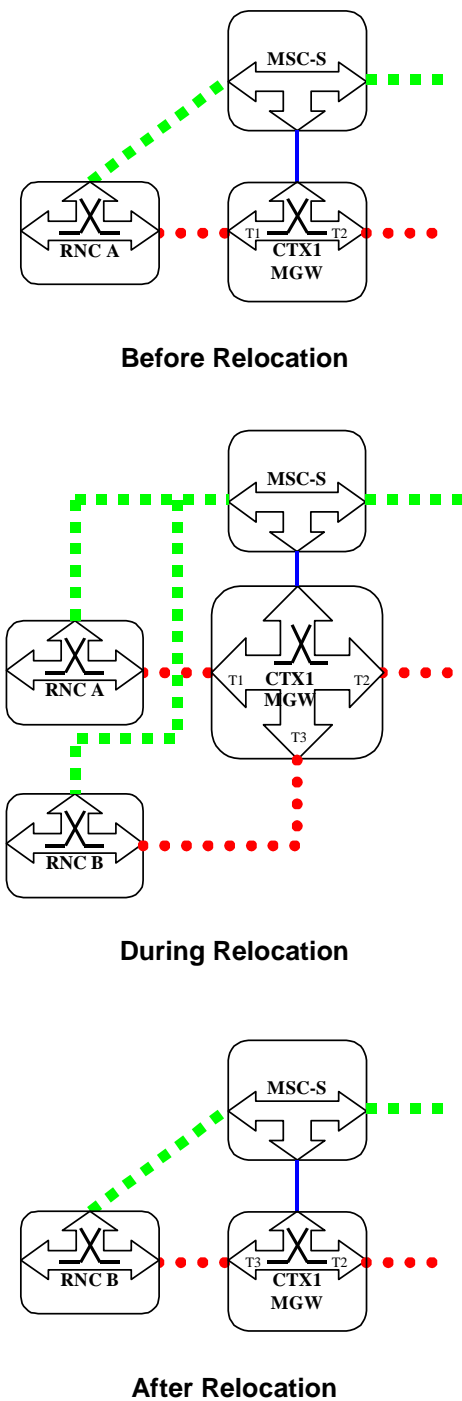 MSC-S
RNC A
T1
T2
CTX1
MGW
Before Relocation
MSC-S
RNC A
T1
CTX1
T2
MGW
T3
RNC B
During Relocation
MSC-S
RNC B
T3
T2
CTX1
MGW
After Relocation